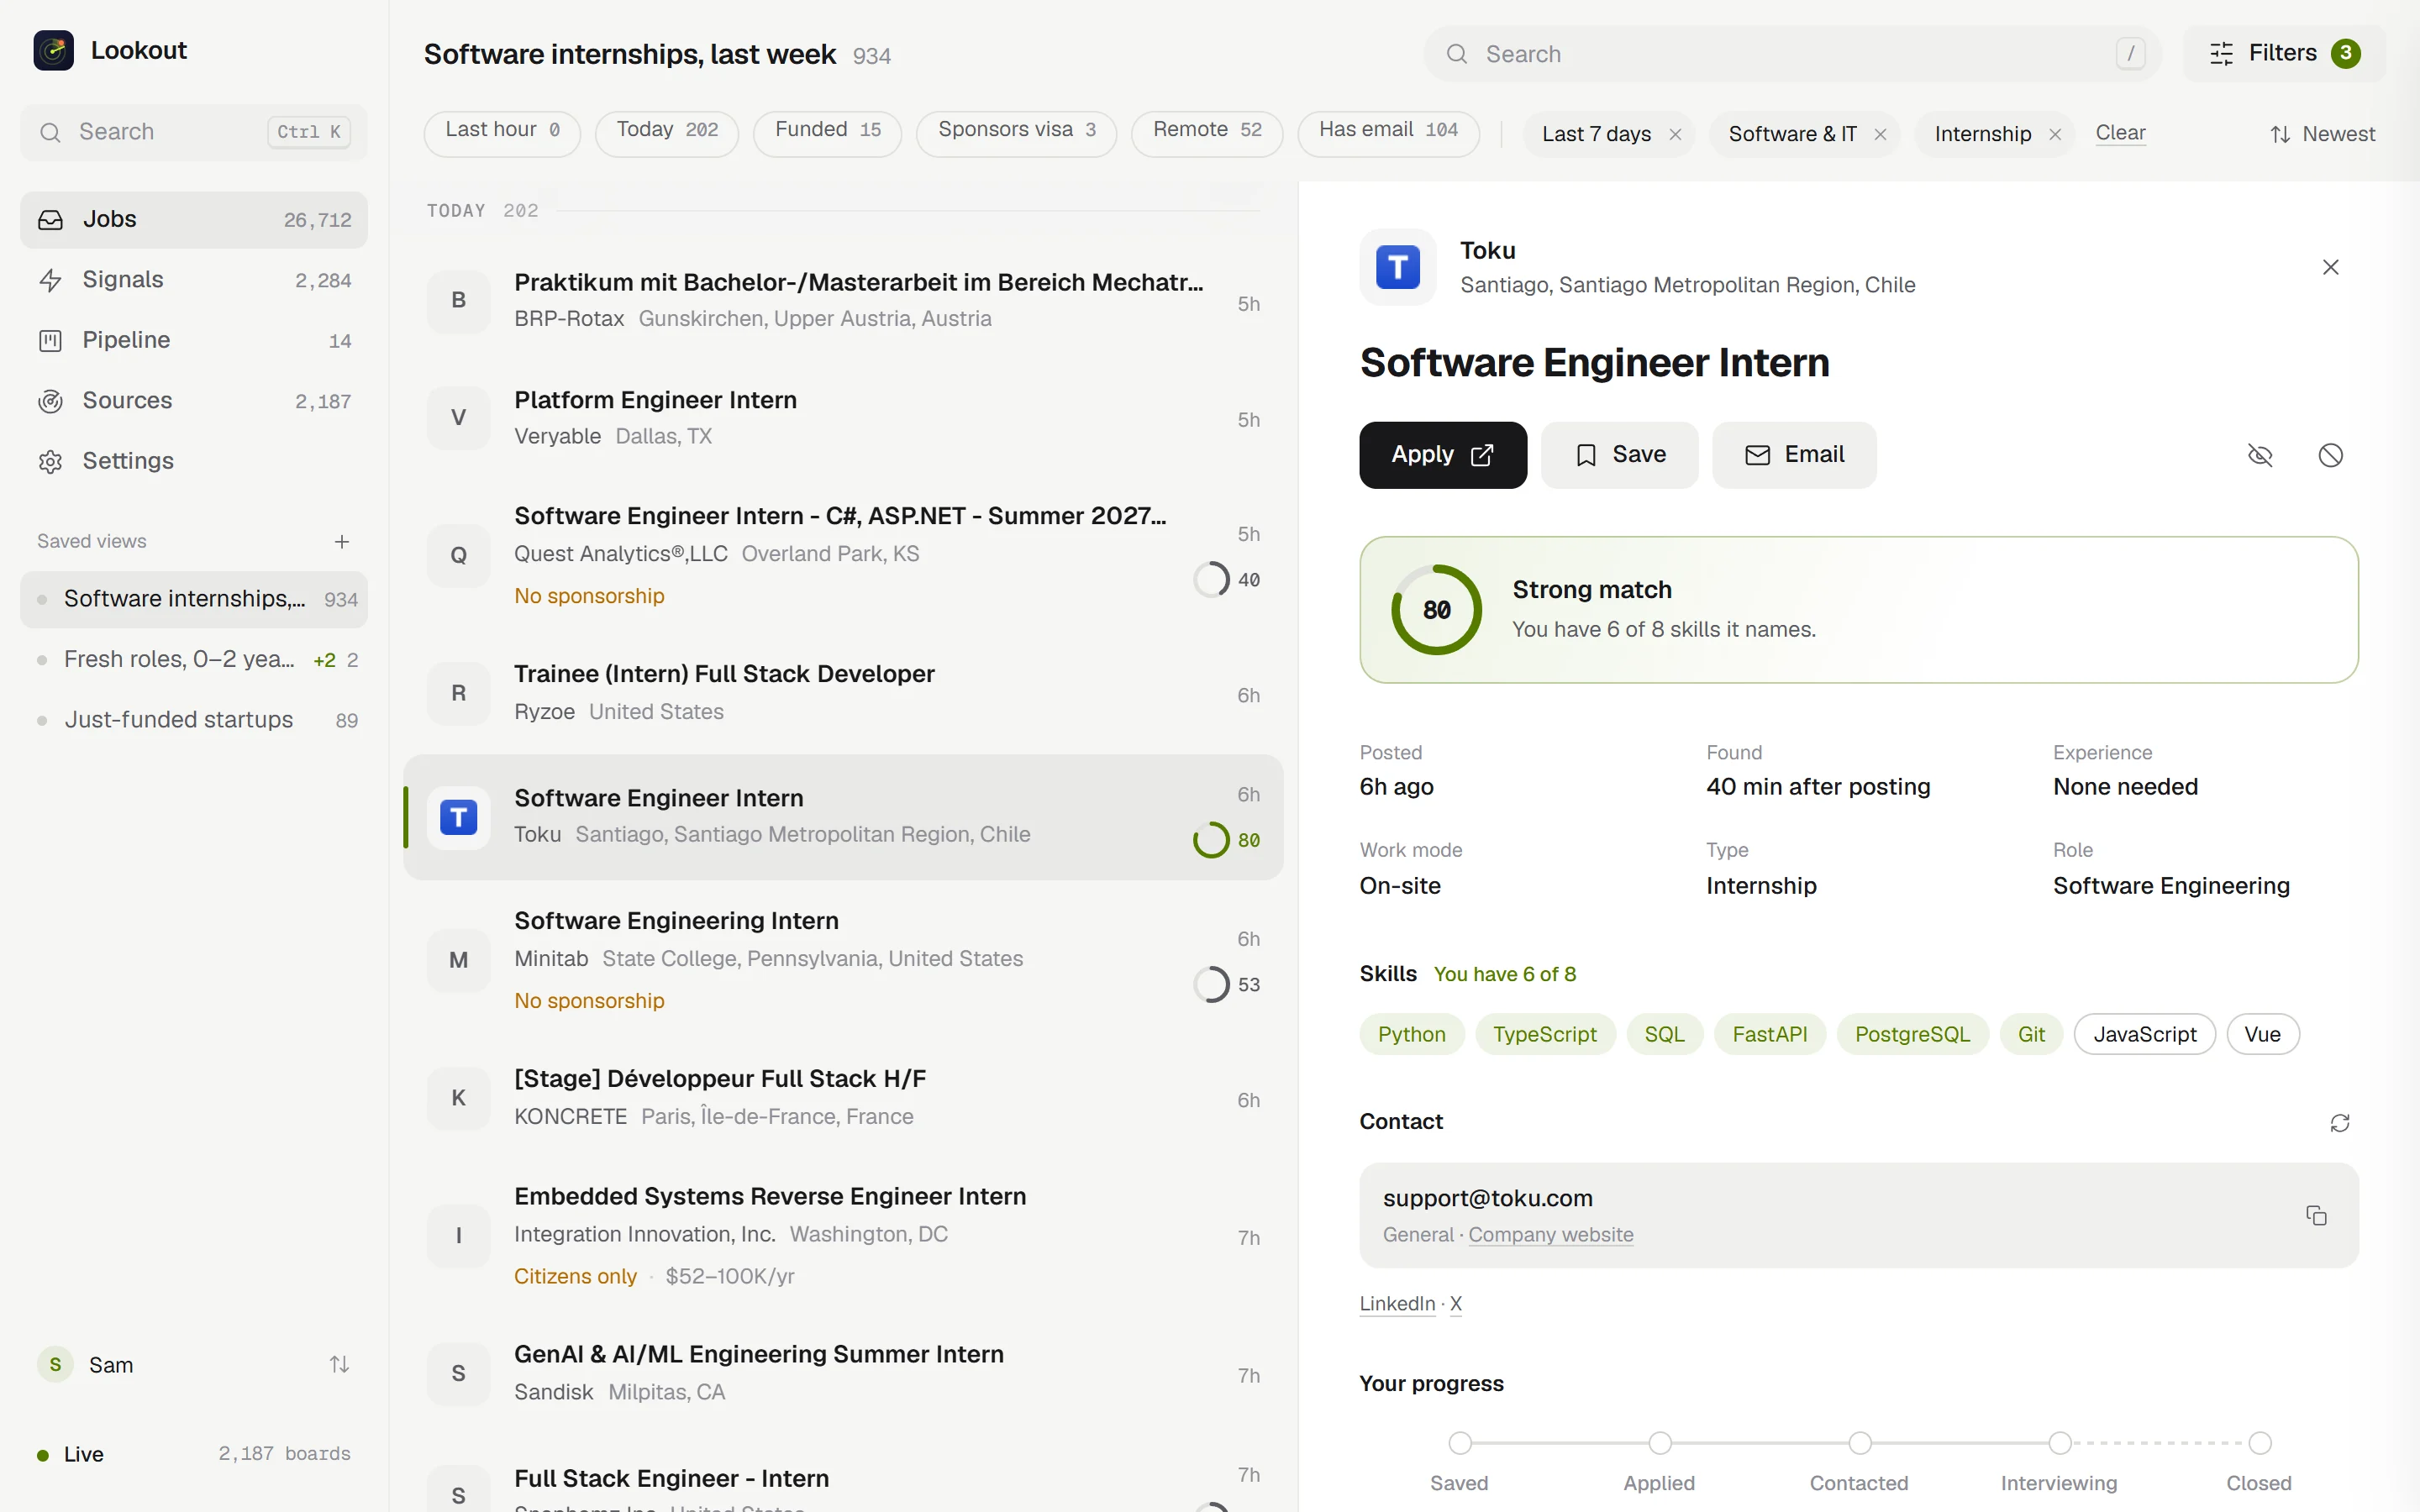 Lookout
Search Ctrl K
Jobs 26,712
Signals 2,284
Pipeline 14
Sources 2,187
Settings
Saved views
Software internships,... 934
Fresh roles, 0–2 yea... +2 2
Just-funded startups 89
S Sam
Live 2,187 boards
Software internships, last week 934
Search /
Filters 3
Last hour 0
Today 202
Funded 15
Sponsors visa 3
Remote 52
Has email 104
Last 7 days
Software & IT
Internship
Clear
Newest
TODAY 202
B
Praktikum mit Bachelor-/Masterarbeit im Bereich Mechatr...
BRP-Rotax Gunskirchen, Upper Austria, Austria
5h
V
Platform Engineer Intern
Veryable Dallas, TX
5h
Q
Software Engineer Intern - C#, ASP.NET - Summer 2027...
Quest Analytics®,LLC Overland Park, KS
No sponsorship
5h
40
R
Trainee (Intern) Full Stack Developer
Ryzoe United States
6h
T
Software Engineer Intern
Toku Santiago, Santiago Metropolitan Region, Chile
6h
80
M
Software Engineering Intern
Minitab State College, Pennsylvania, United States
No sponsorship
6h
53
K
[Stage] Développeur Full Stack H/F
KONCRETE Paris, Île-de-France, France
6h
I
Embedded Systems Reverse Engineer Intern
Integration Innovation, Inc. Washington, DC
Citizens only · $52–100K/yr
7h
S
GenAI & AI/ML Engineering Summer Intern
Sandisk Milpitas, CA
7h
S
Full Stack Engineer - Intern
7h
T
Toku
Santiago, Santiago Metropolitan Region, Chile
Software Engineer Intern
Apply
Save
Email
80
Strong match
You have 6 of 8 skills it names.
Posted
6h ago
Found
40 min after posting
Experience
None needed
Work mode
On-site
Type
Internship
Role
Software Engineering
Skills You have 6 of 8
Python TypeScript SQL FastAPI PostgreSQL Git JavaScript Vue
Contact
support@toku.com
General · Company website
LinkedIn · X
Your progress
Saved Applied Contacted Interviewing Closed